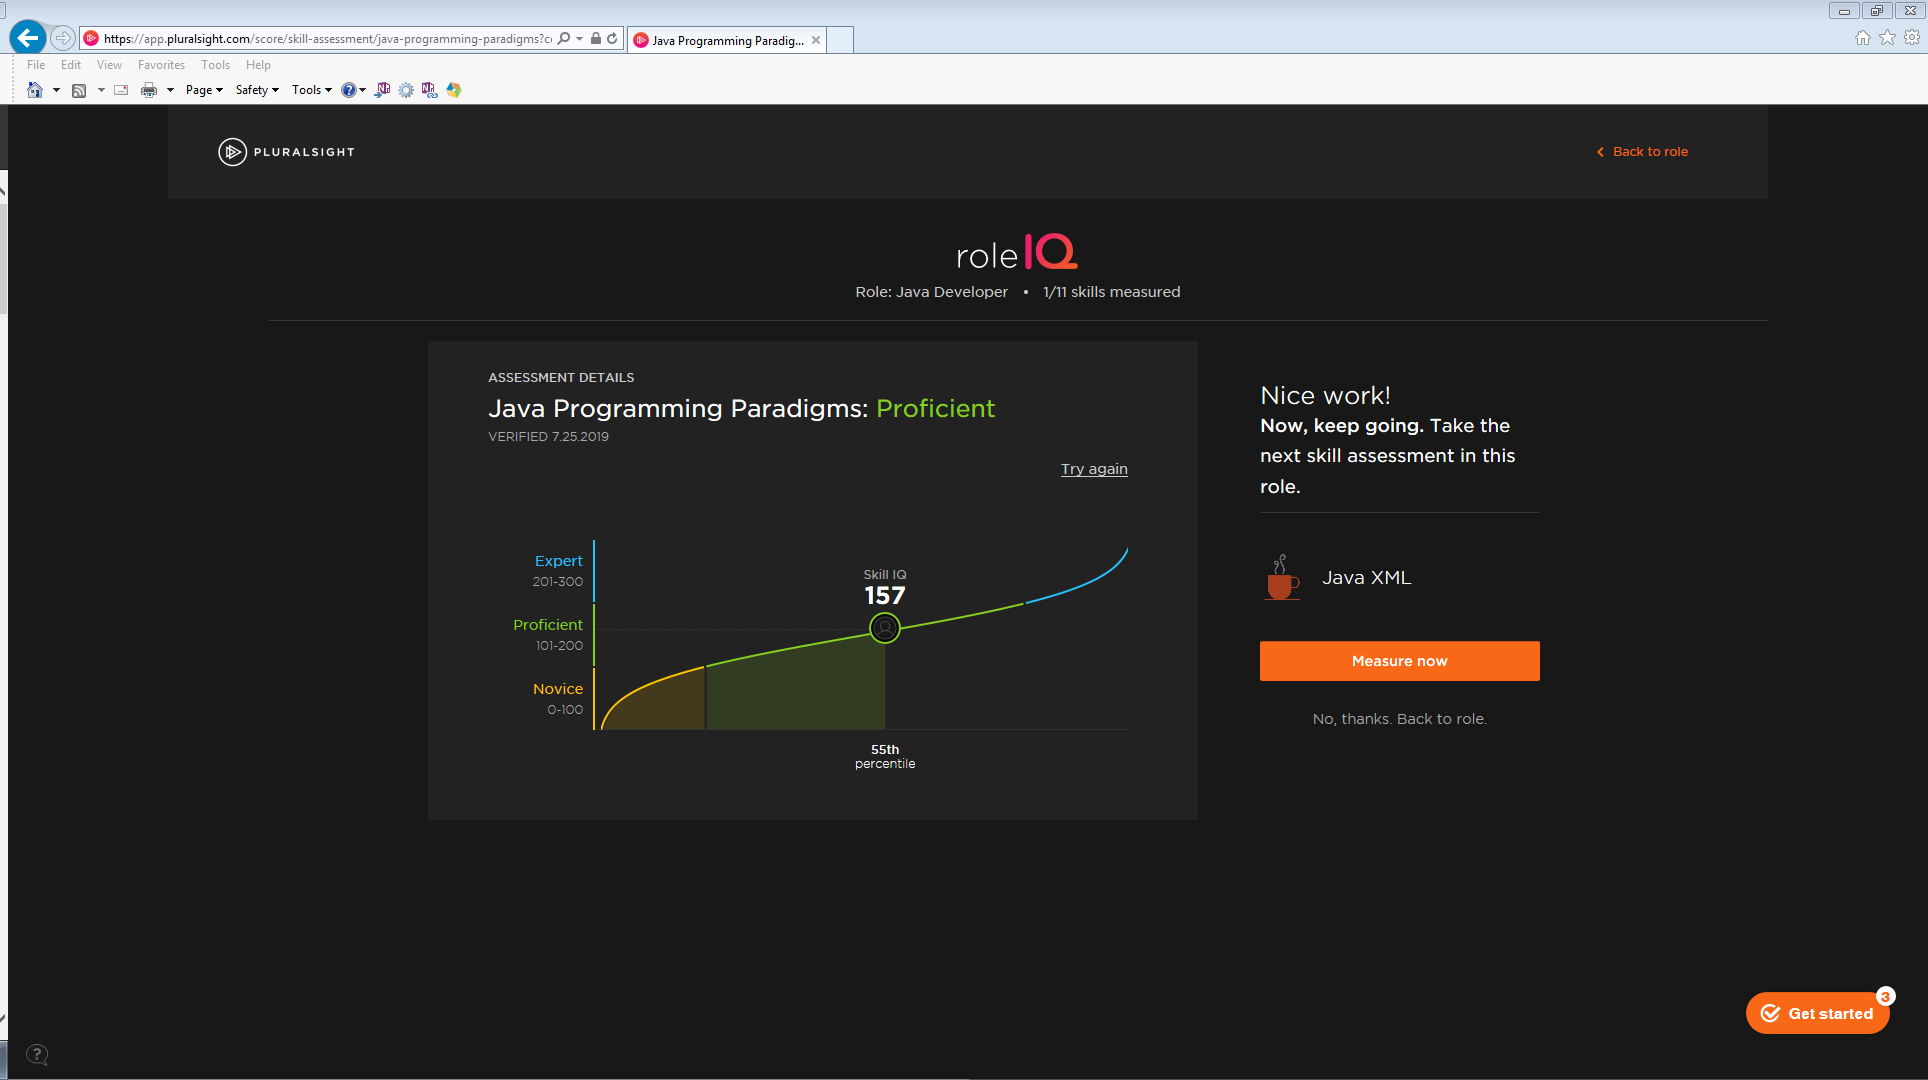 https://app.pluralsight.com/score/skill-assessment/java-programming-paradigms?c
Java Programming Paradig...
File Edit View Favorites Tools Help
Page Safety Tools
PLURALSIGHT
Back to role
role IQ
Role: Java Developer • 1/11 skills measured
ASSESSMENT DETAILS
Java Programming Paradigms: Proficient
VERIFIED 7.25.2019
Try again
Expert
201-300
Proficient
101-200
Novice
0-100
Skill IQ
157
55th
percentile
Nice work!
Now, keep going. Take the
next skill assessment in this
role.
Java XML
Measure now
No, thanks. Back to role.
3
Get started
?